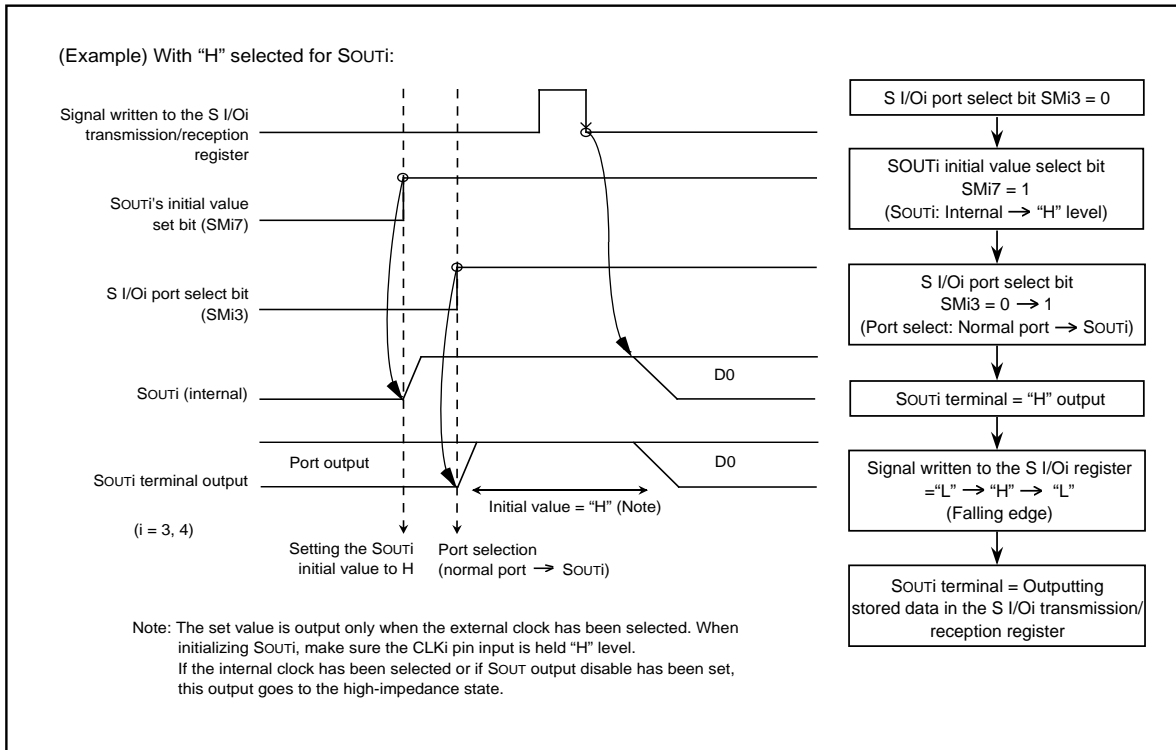 (Example) With “H” selected for SOUTi:
Signal written to the S I/Oi
transmission/reception
register
SOUTi's initial value
set bit (SMi7)
S I/Oi port select bit
(SMi3)
SOUTi (internal)
D0
Port output
D0
SOUTi terminal output
Initial value = “H” (Note)
(i = 3, 4)
Setting the SOUTi
initial value to H
Port selection
(normal port → SOUTi)
Note: The set value is output only when the external clock has been selected. When
initializing SOUTi, make sure the CLKi pin input is held “H” level.
If the internal clock has been selected or if SOUT output disable has been set,
this output goes to the high-impedance state.
S I/Oi port select bit SMi3 = 0
SOUTi initial value select bit
SMi7 = 1
(SOUTi: Internal → “H” level)
S I/Oi port select bit
SMi3 = 0 → 1
(Port select: Normal port → SOUTi)
SOUTi terminal = “H” output
Signal written to the S I/Oi register
=“L” → “H” → “L”
(Falling edge)
SOUTi terminal = Outputting
stored data in the S I/Oi transmission/
reception register